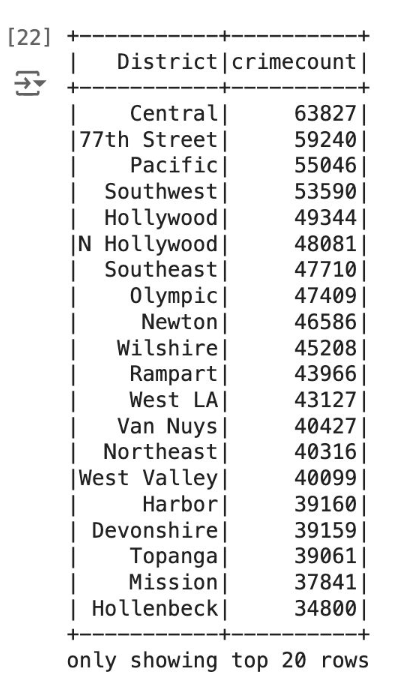 [22] +-----------+----------+
|   District|crimecount|
+-----------+----------+
|    Central|     63827|
|77th Street|     59240|
|    Pacific|     55046|
|  Southwest|     53590|
|  Hollywood|     49344|
|N Hollywood|     48081|
|  Southeast|     47710|
|    Olympic|     47409|
|     Newton|     46586|
|   Wilshire|     45208|
|    Rampart|     43966|
|    West LA|     43127|
|   Van Nuys|     40427|
|  Northeast|     40316|
|West Valley|     40099|
|     Harbor|     39160|
| Devonshire|     39159|
|    Topanga|     39061|
|    Mission|     37841|
| Hollenbeck|     34800|
+-----------+----------+
only showing top 20 rows